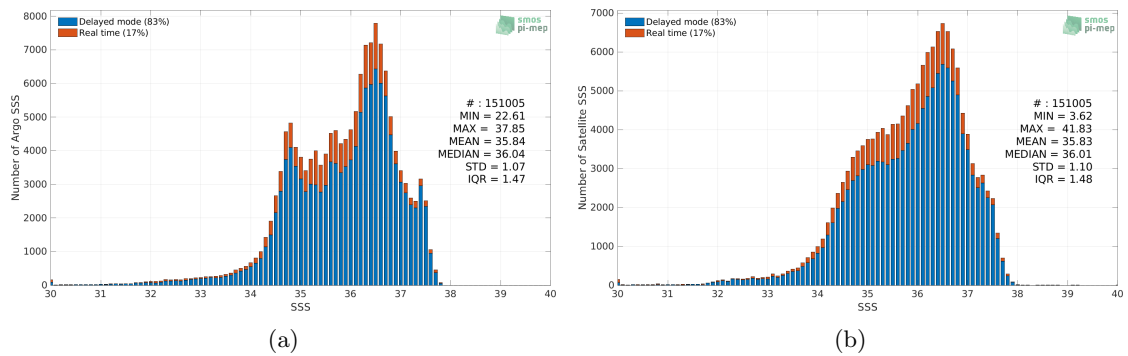 Delayed mode (83%)
Real time (17%)
smos
pi-mep
# : 151005
MIN = 22.61
MAX = 37.85
MEAN = 35.84
MEDIAN = 36.04
STD = 1.07
IQR = 1.47
Number of Argo SSS
8000
7000
6000
5000
4000
3000
2000
1000
0
30 31 32 33 34 35 36 37 38 39 40
SSS
(a)
Delayed mode (83%)
Real time (17%)
smos
pi-mep
# : 151005
MIN = 3.62
MAX = 41.83
MEAN = 35.83
MEDIAN = 36.01
STD = 1.10
IQR = 1.48
Number of Satellite SSS
7000
6000
5000
4000
3000
2000
1000
0
30 31 32 33 34 35 36 37 38 39 40
SSS
(b)